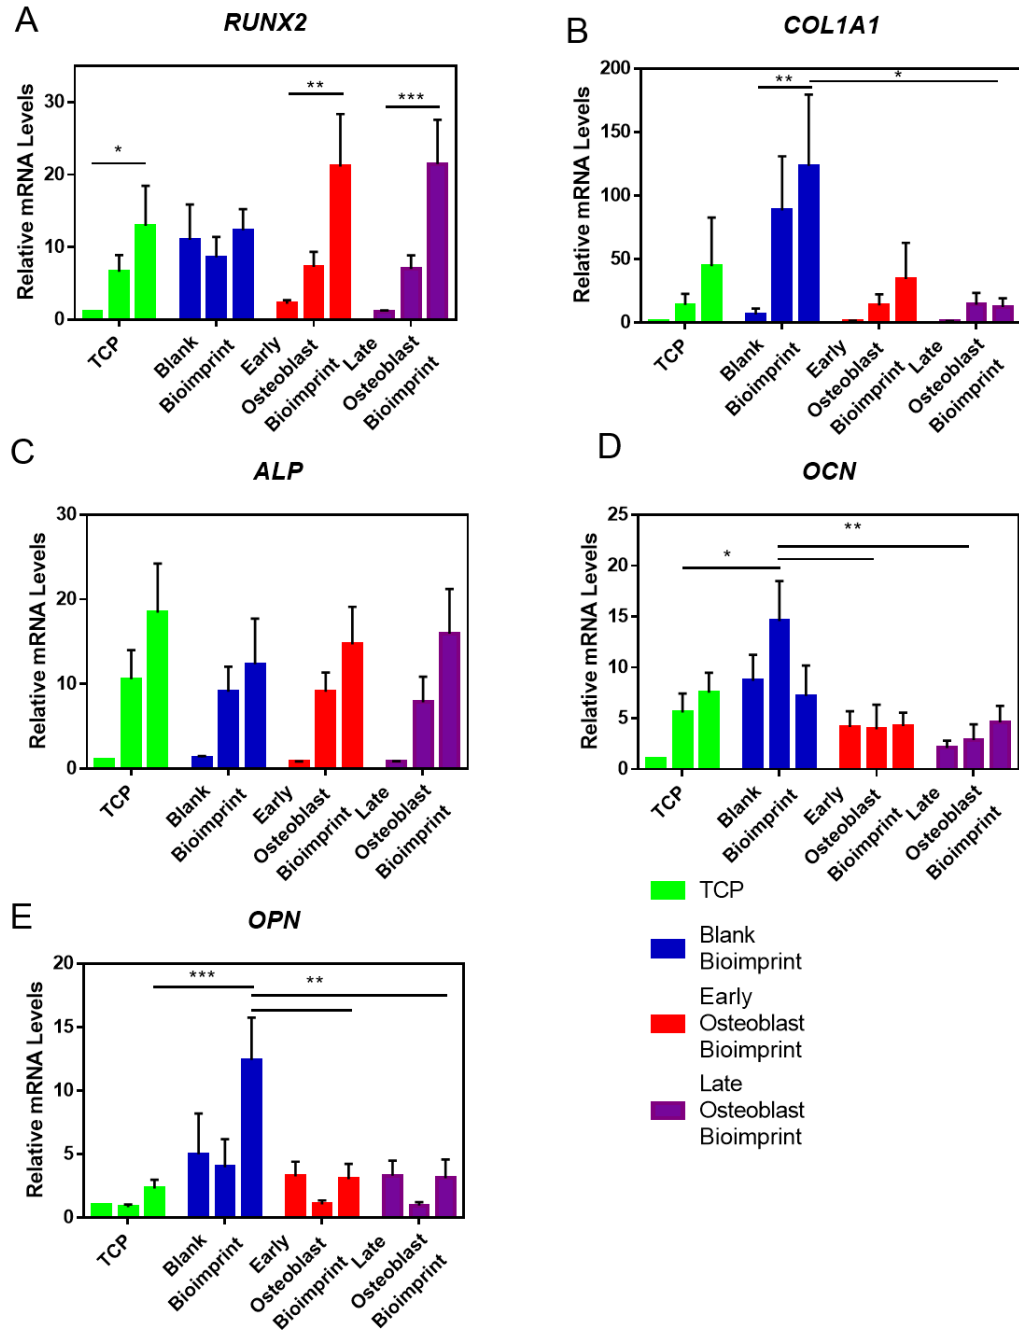 A
RUNX2
Relative mRNA Levels
30
20
10
0
*
**
***
TCP
Blank
Bioimprint
Early
Osteoblast
Bioimprint
Late
Osteoblast
Bioimprint
B
COL1A1
Relative mRNA Levels
200
150
100
50
0
**
*
TCP
Blank
Bioimprint
Early
Osteoblast
Bioimprint
Late
Osteoblast
Bioimprint
C
ALP
Relative mRNA Levels
30
20
10
0
TCP
Blank
Bioimprint
Early
Osteoblast
Bioimprint
Late
Osteoblast
Bioimprint
D
OCN
Relative mRNA Levels
25
20
15
10
5
0
*
**
TCP
Blank
Bioimprint
Early
Osteoblast
Bioimprint
Late
Osteoblast
Bioimprint
TCP
Blank
Bioimprint
Early
Osteoblast
Bioimprint
Late
Osteoblast
Bioimprint
E
OPN
Relative mRNA Levels
20
15
10
5
0
***
**
TCP
Blank
Bioimprint
Early
Osteoblast
Bioimprint
Late
Osteoblast
Bioimprint